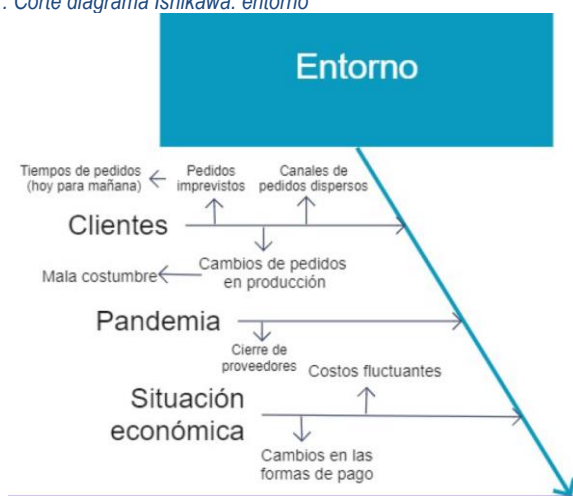 . Corte diagrama Ishikawa: entorno
Entorno
Tiempos de pedidos
(hoy para mañana)
Pedidos
imprevistos
Canales de
pedidos dispersos
Clientes
Cambios de pedidos
en producción
Mala costumbre
Pandemia
Cierre de
proveedores
Costos fluctuantes
Situación
económica
Cambios en las
formas de pago